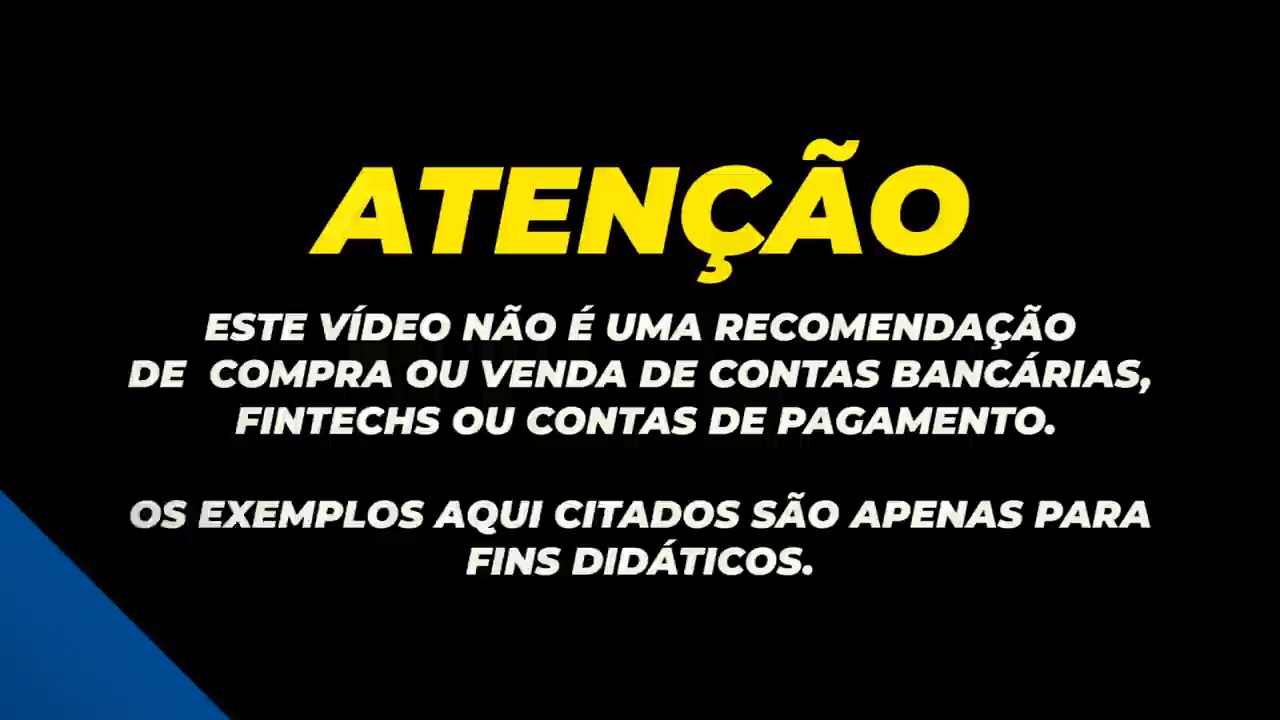 ATENÇÃO
ESTE VÍDEO NÃO É UMA RECOMENDAÇÃO
DE COMPRA OU VENDA DE CONTAS BANCÁRIAS,
FINTECHS OU CONTAS DE PAGAMENTO.
OS EXEMPLOS AQUI CITADOS SÃO APENAS PARA
FINS DIDÁTICOS.